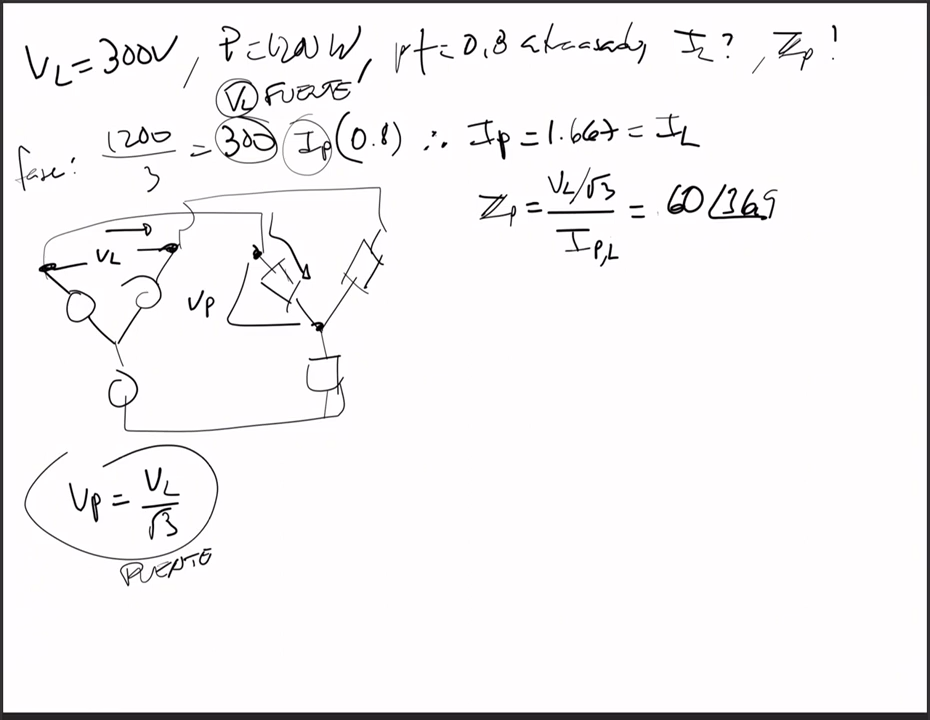 V_L = 300V, P = 1200 W, pf = 0.8 atrasado, I_L?, Z_p!
V_L FUENTE
fase: 1200/3 = 300 I_p (0.8) ∴ I_p = 1.667 = I_L
Z_p = (V_L/√3)/I_{P,L} = 60∠36.9
V_L
V_P
V_P = V_L/√3
FUENTE